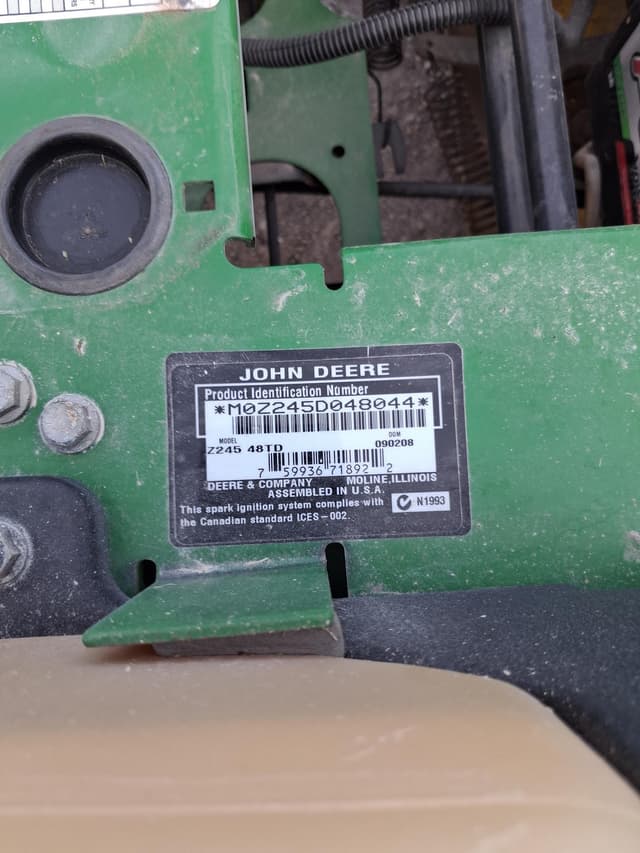 JOHN DEERE
Product Identification Number
*M0Z245D048044*
MODEL DOM
Z245 48TD 090208
7 59936 71892 2
DEERE & COMPANY MOLINE,ILLINOIS
ASSEMBLED IN U.S.A.
This spark ignition system complies with
the Canadian standard ICES-002.
N1993